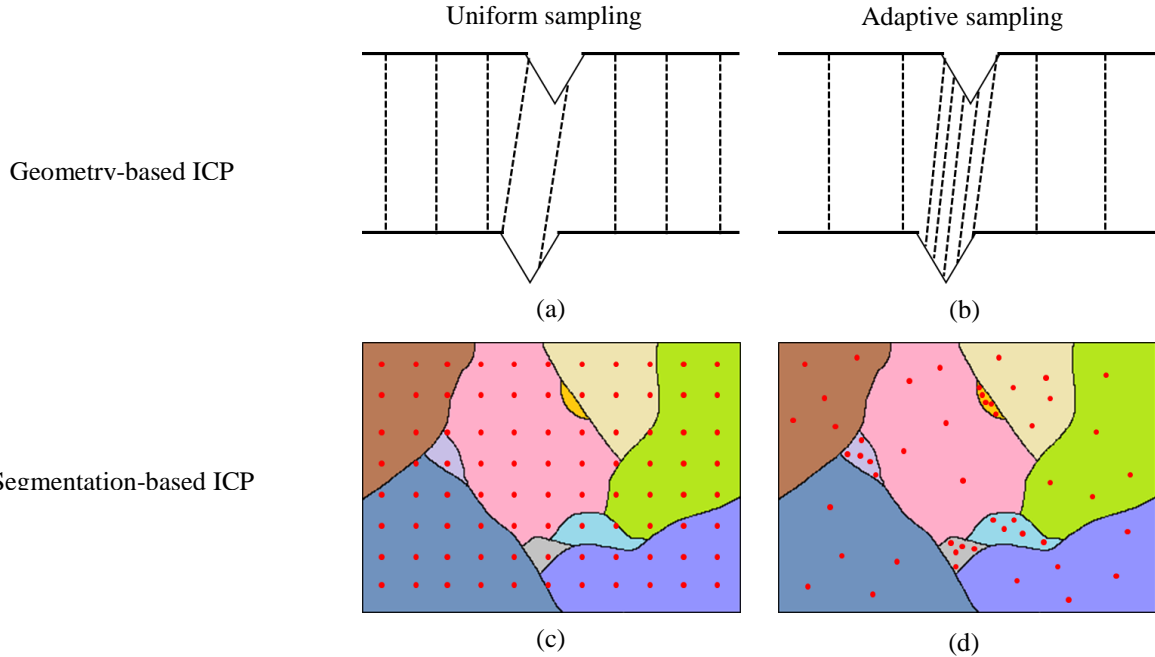 Uniform sampling
Adaptive sampling
Geometry-based ICP
(a)
(b)
Segmentation-based ICP
(c)
(d)